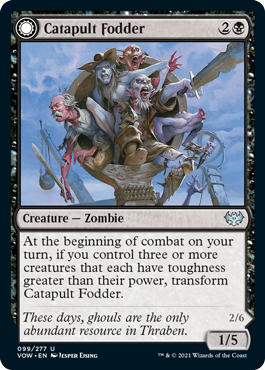 Catapult Fodder 2
Creature — Zombie
At the beginning of combat on your
turn, if you control three or more
creatures that each have toughness
greater than their power, transform
Catapult Fodder.
These days, ghouls are the only
abundant resource in Thraben.
2/6
1/5
099/277 U
VOW • EN Jesper Ejsing
™ & © 2021 Wizards of the Coast